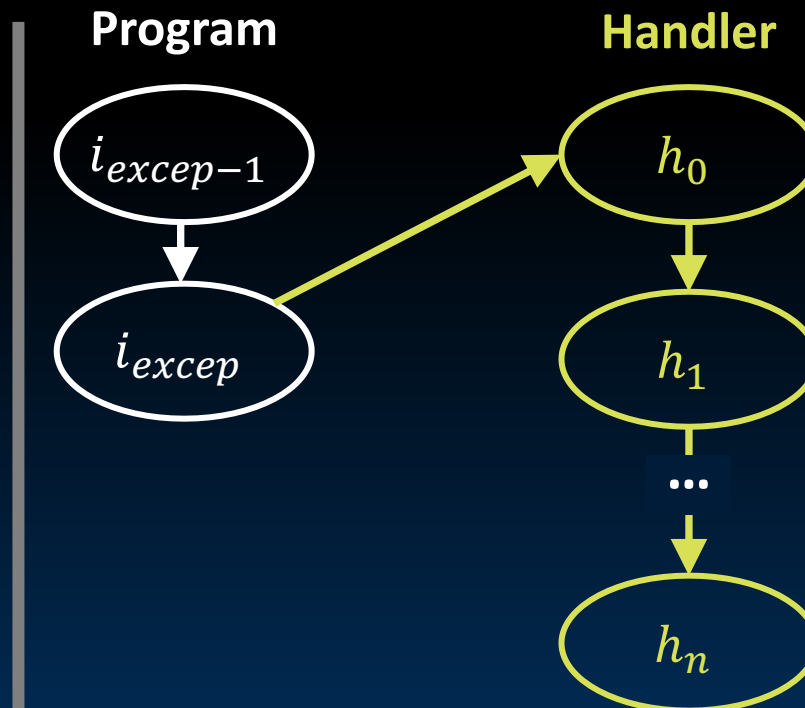 Program
Handler
i_{excep-1}
h_0
i_{excep}
h_1
...
h_n